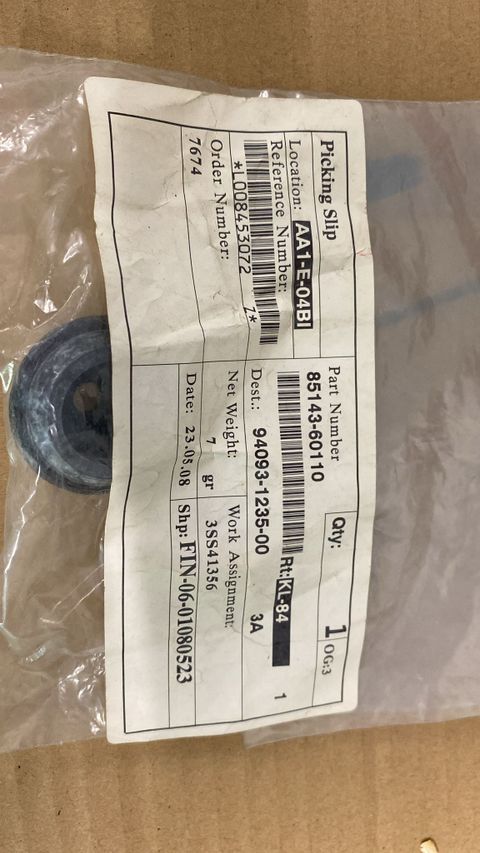 Picking Slip
Location: AA1-E-04BI
Reference Number:
*L008453072 Z*
Order Number:
7674
Part Number
85143-60110
Qty: 1 OG:3
Rt: KL-84 1
Dest.: 94093-1235-00 3A
Net Weight: 7 gr
Work Assignment:
3SS41356
Date: 23.05.08
Shp: FIN-06-01080523